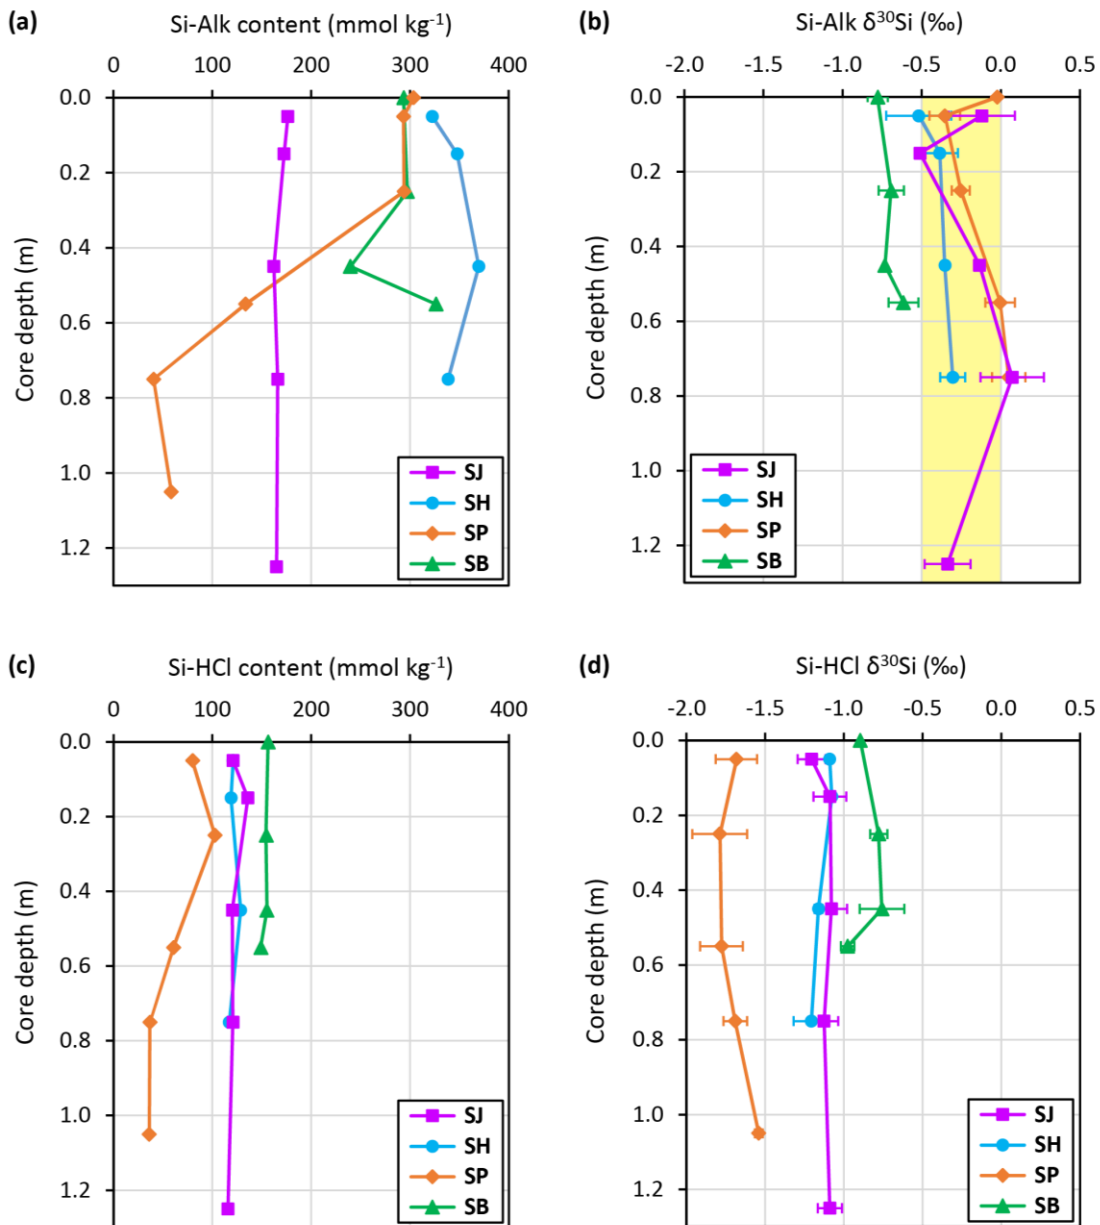 (a) Si-Alk content (mmol kg⁻¹)
0 100 200 300 400
0.0
0.2
0.4
0.6
0.8
1.0
1.2
Core depth (m)
SJ
SH
SP
SB
(b) Si-Alk δ³⁰Si (‰)
-2.0 -1.5 -1.0 -0.5 0.0 0.5
0.0
0.2
0.4
0.6
0.8
1.0
1.2
Core depth (m)
SJ
SH
SP
SB
(c) Si-HCl content (mmol kg⁻¹)
0 100 200 300 400
0.0
0.2
0.4
0.6
0.8
1.0
1.2
Core depth (m)
SJ
SH
SP
SB
(d) Si-HCl δ³⁰Si (‰)
-2.0 -1.5 -1.0 -0.5 0.0 0.5
0.0
0.2
0.4
0.6
0.8
1.0
1.2
Core depth (m)
SJ
SH
SP
SB